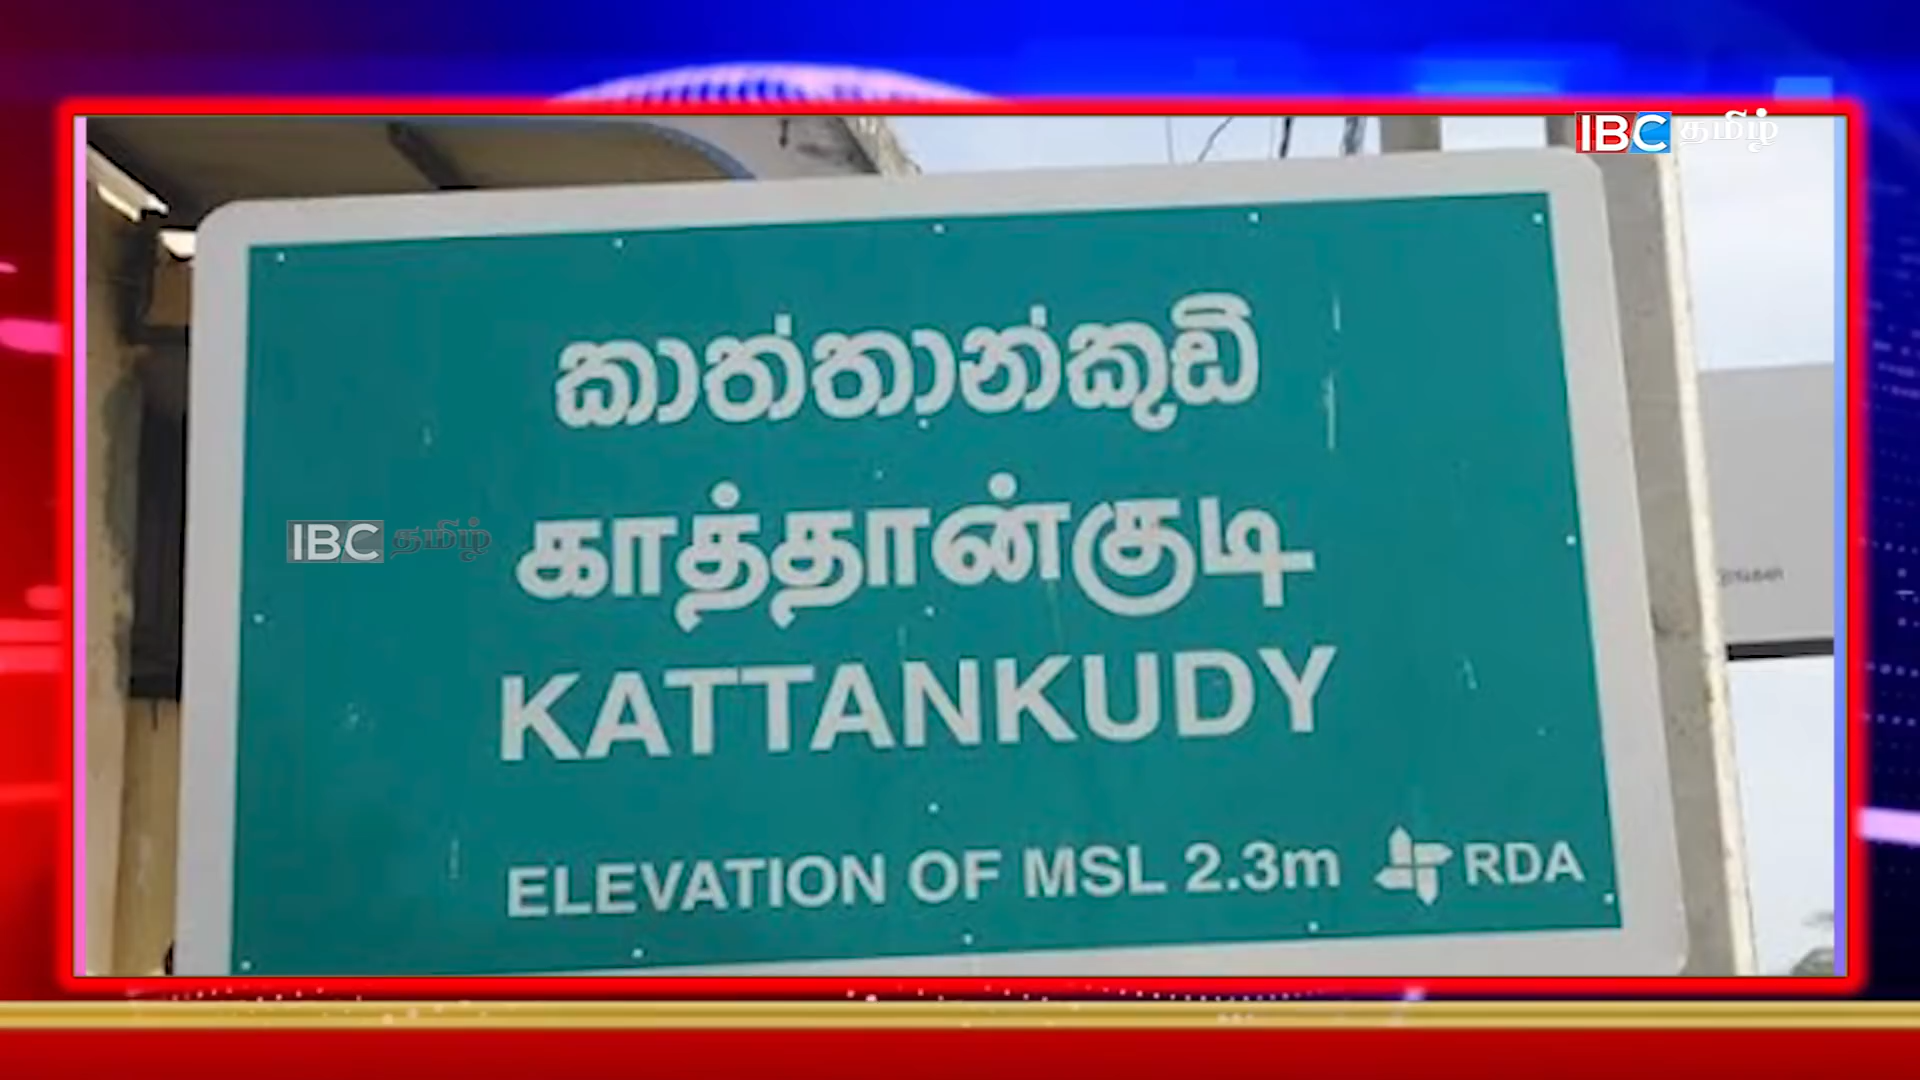 IBC தமிழ்
කාත්තාන්කුඩි
IBC தமிழ்
காத்தான்குடி
KATTANKUDY
ELEVATION OF MSL 2.3m RDA